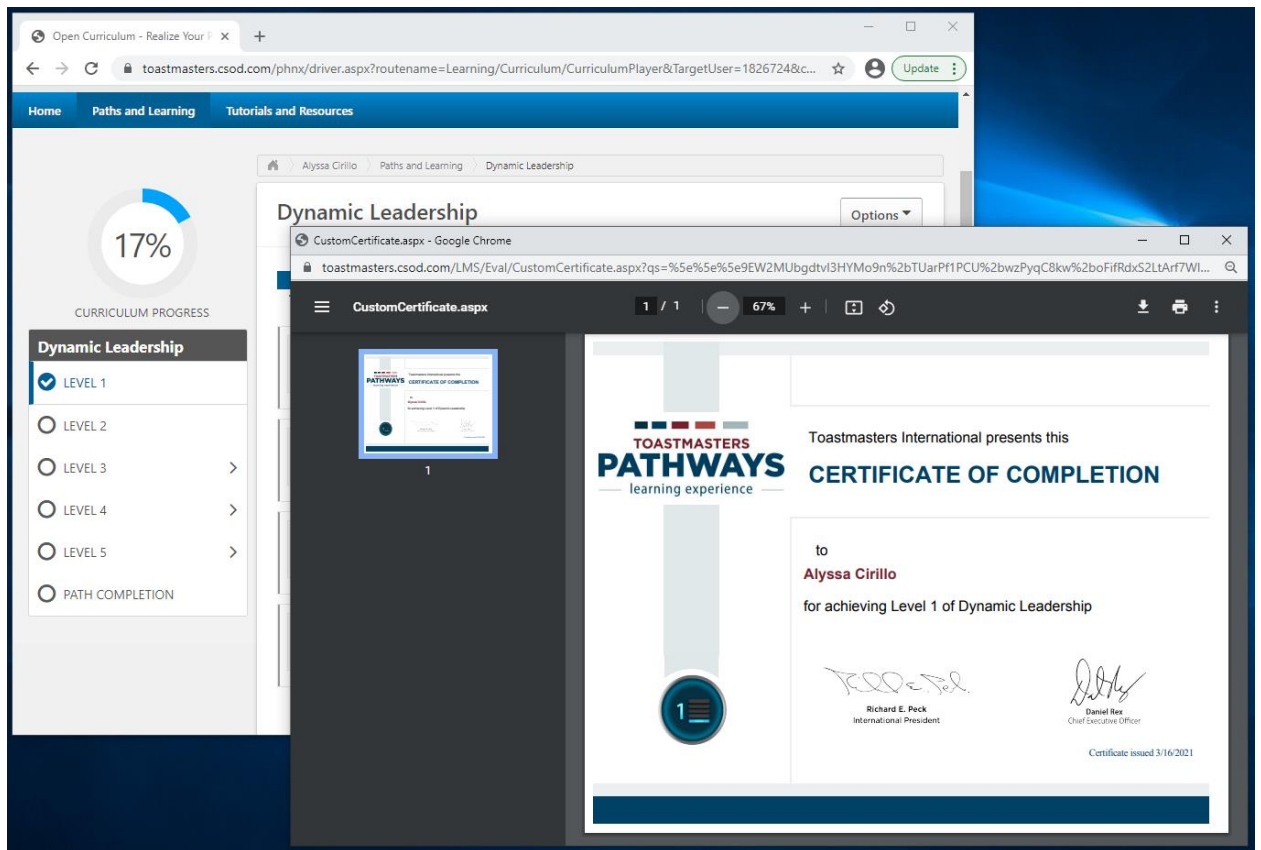 Open Curriculum - Realize Your P
toastmasters.csod.com/phnx/driver.aspx?routename=Learning/Curriculum/CurriculumPlayer&TargetUser=1826724&c...
Update
Home Paths and Learning Tutorials and Resources
Alyssa Cirillo Paths and Learning Dynamic Leadership
17%
CURRICULUM PROGRESS
Dynamic Leadership
Options
Dynamic Leadership
LEVEL 1
LEVEL 2
LEVEL 3
LEVEL 4
LEVEL 5
PATH COMPLETION
CustomCertificate.aspx - Google Chrome
toastmasters.csod.com/LMS/Eval/CustomCertificate.aspx?qs=%5e%5e%5e9EW2MUbgdtvI3HYMo9n%2bTUarPf1PCU%2bwzPyqC8kw%2boFifRdxS2LtArf7WI...
CustomCertificate.aspx
1 / 1
67%
1
TOASTMASTERS
PATHWAYS
learning experience
Toastmasters International presents this
CERTIFICATE OF COMPLETION
to
Alyssa Cirillo
for achieving Level 1 of Dynamic Leadership
1
Richard E. Peck
International President
Daniel Rex
Chief Executive Officer
Certificate issued 3/16/2021